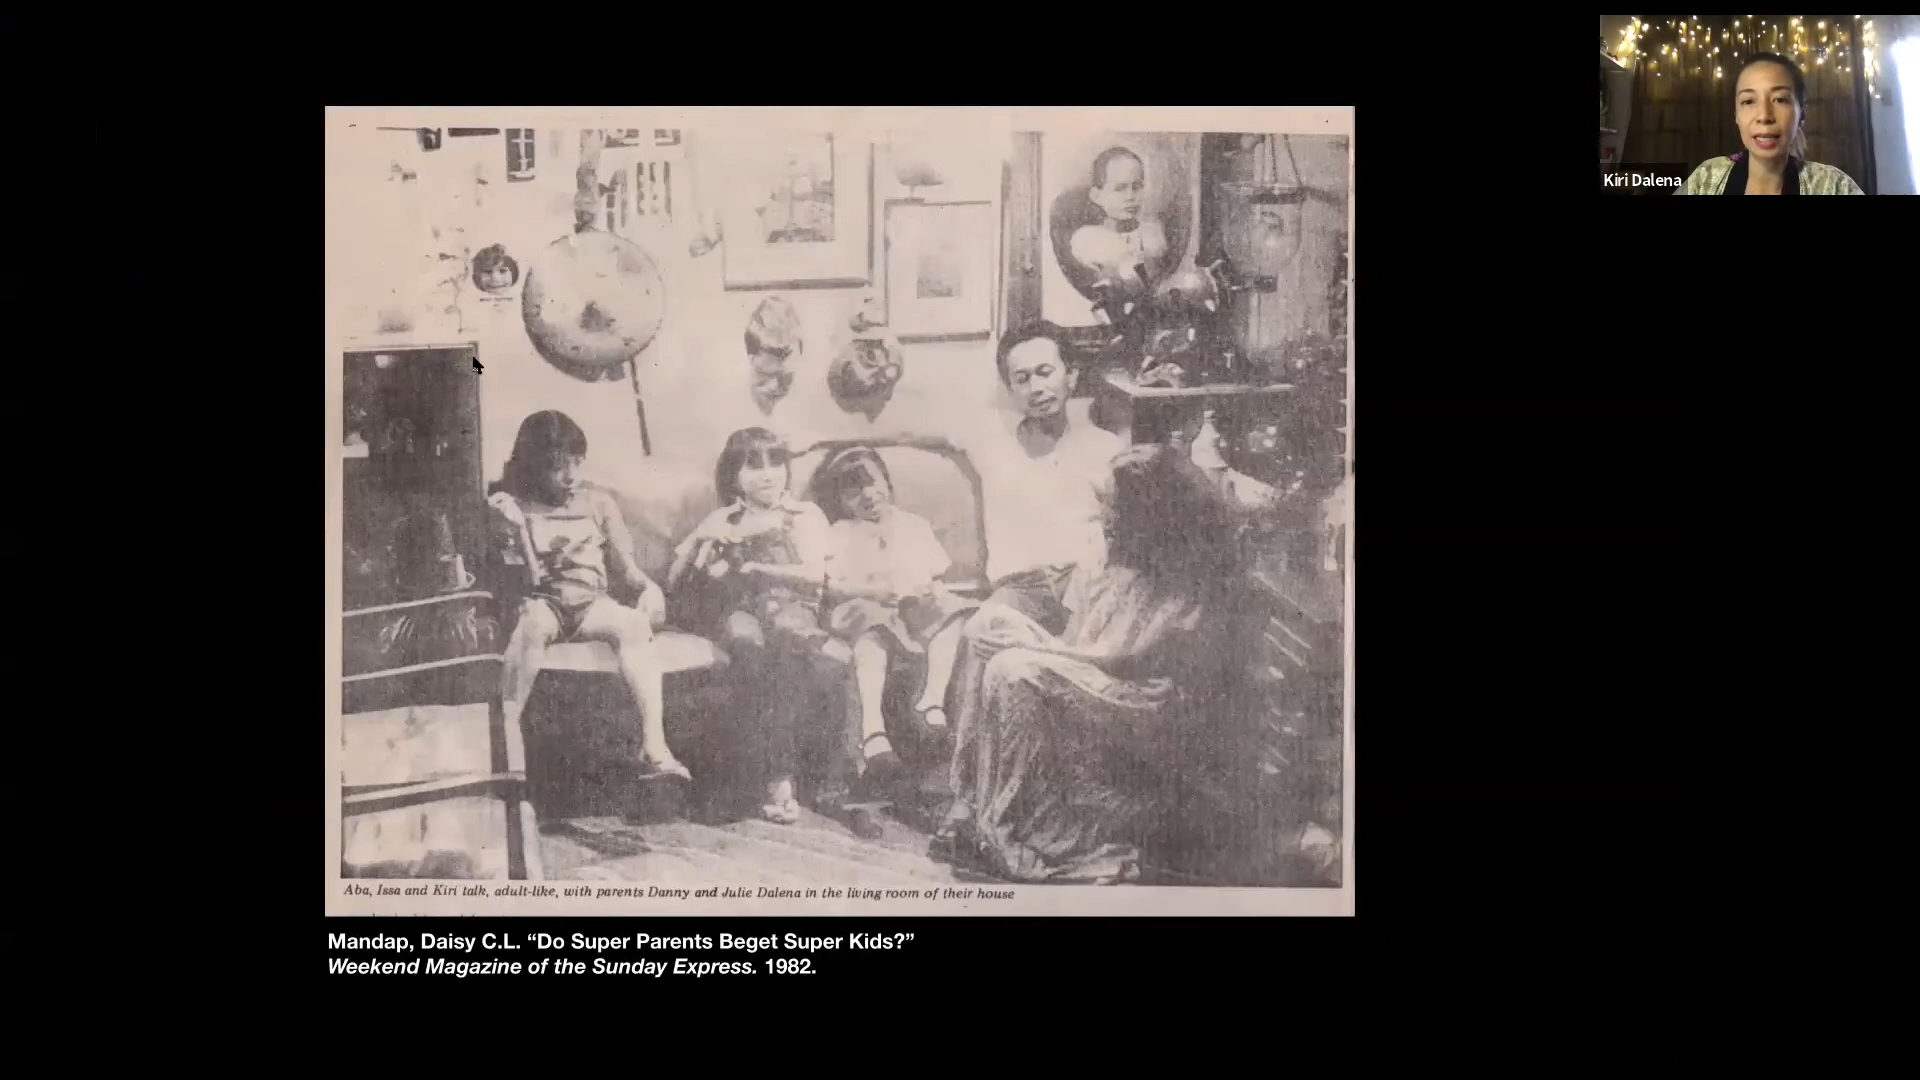 Kiri Dalena
Aba, Issa and Kiri talk, adult-like, with parents Danny and Julie Dalena in the living room of their house
Mandap, Daisy C.L. “Do Super Parents Beget Super Kids?”
Weekend Magazine of the Sunday Express. 1982.